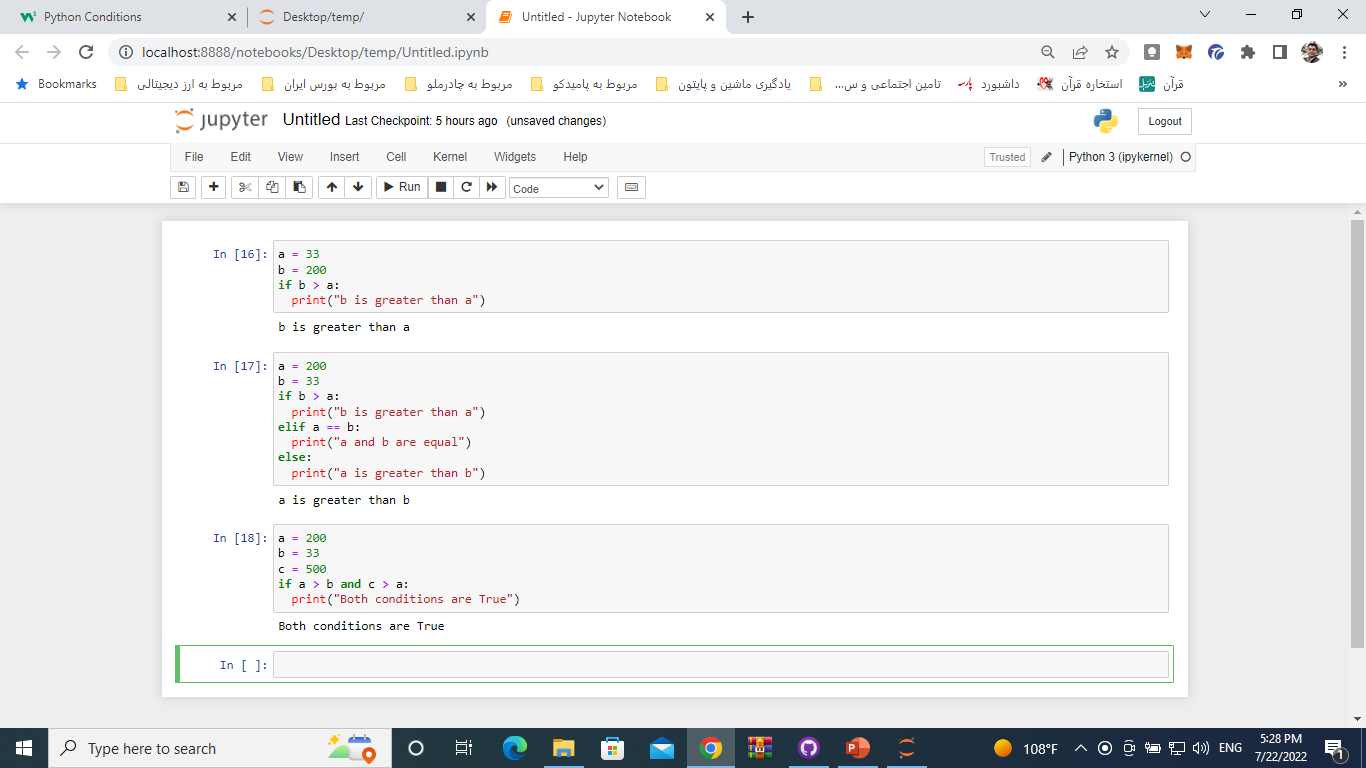 Python Conditions
Desktop/temp/
Untitled - Jupyter Notebook
localhost:8888/notebooks/Desktop/temp/Untitled.ipynb
Bookmarks
مربوط به ارز دیجیتالی
مربوط به بورس ایران
مربوط به چادرملو
مربوط به پامیدکو
یادگیری ماشین و پایتون
تامین اجتماعی و س...
داشبورد
استخاره قرآن
قرآن
»
jupyter Untitled Last Checkpoint: 5 hours ago (unsaved changes)
Logout
File Edit View Insert Cell Kernel Widgets Help
Trusted
Python 3 (ipykernel)
Run
Code
In [16]:
a = 33
b = 200
if b > a:
  print("b is greater than a")
b is greater than a
In [17]:
a = 200
b = 33
if b > a:
  print("b is greater than a")
elif a == b:
  print("a and b are equal")
else:
  print("a is greater than b")
a is greater than b
In [18]:
a = 200
b = 33
c = 500
if a > b and c > a:
  print("Both conditions are True")
Both conditions are True
In [ ]:
Type here to search
108°F
ENG
5:28 PM
7/22/2022
1